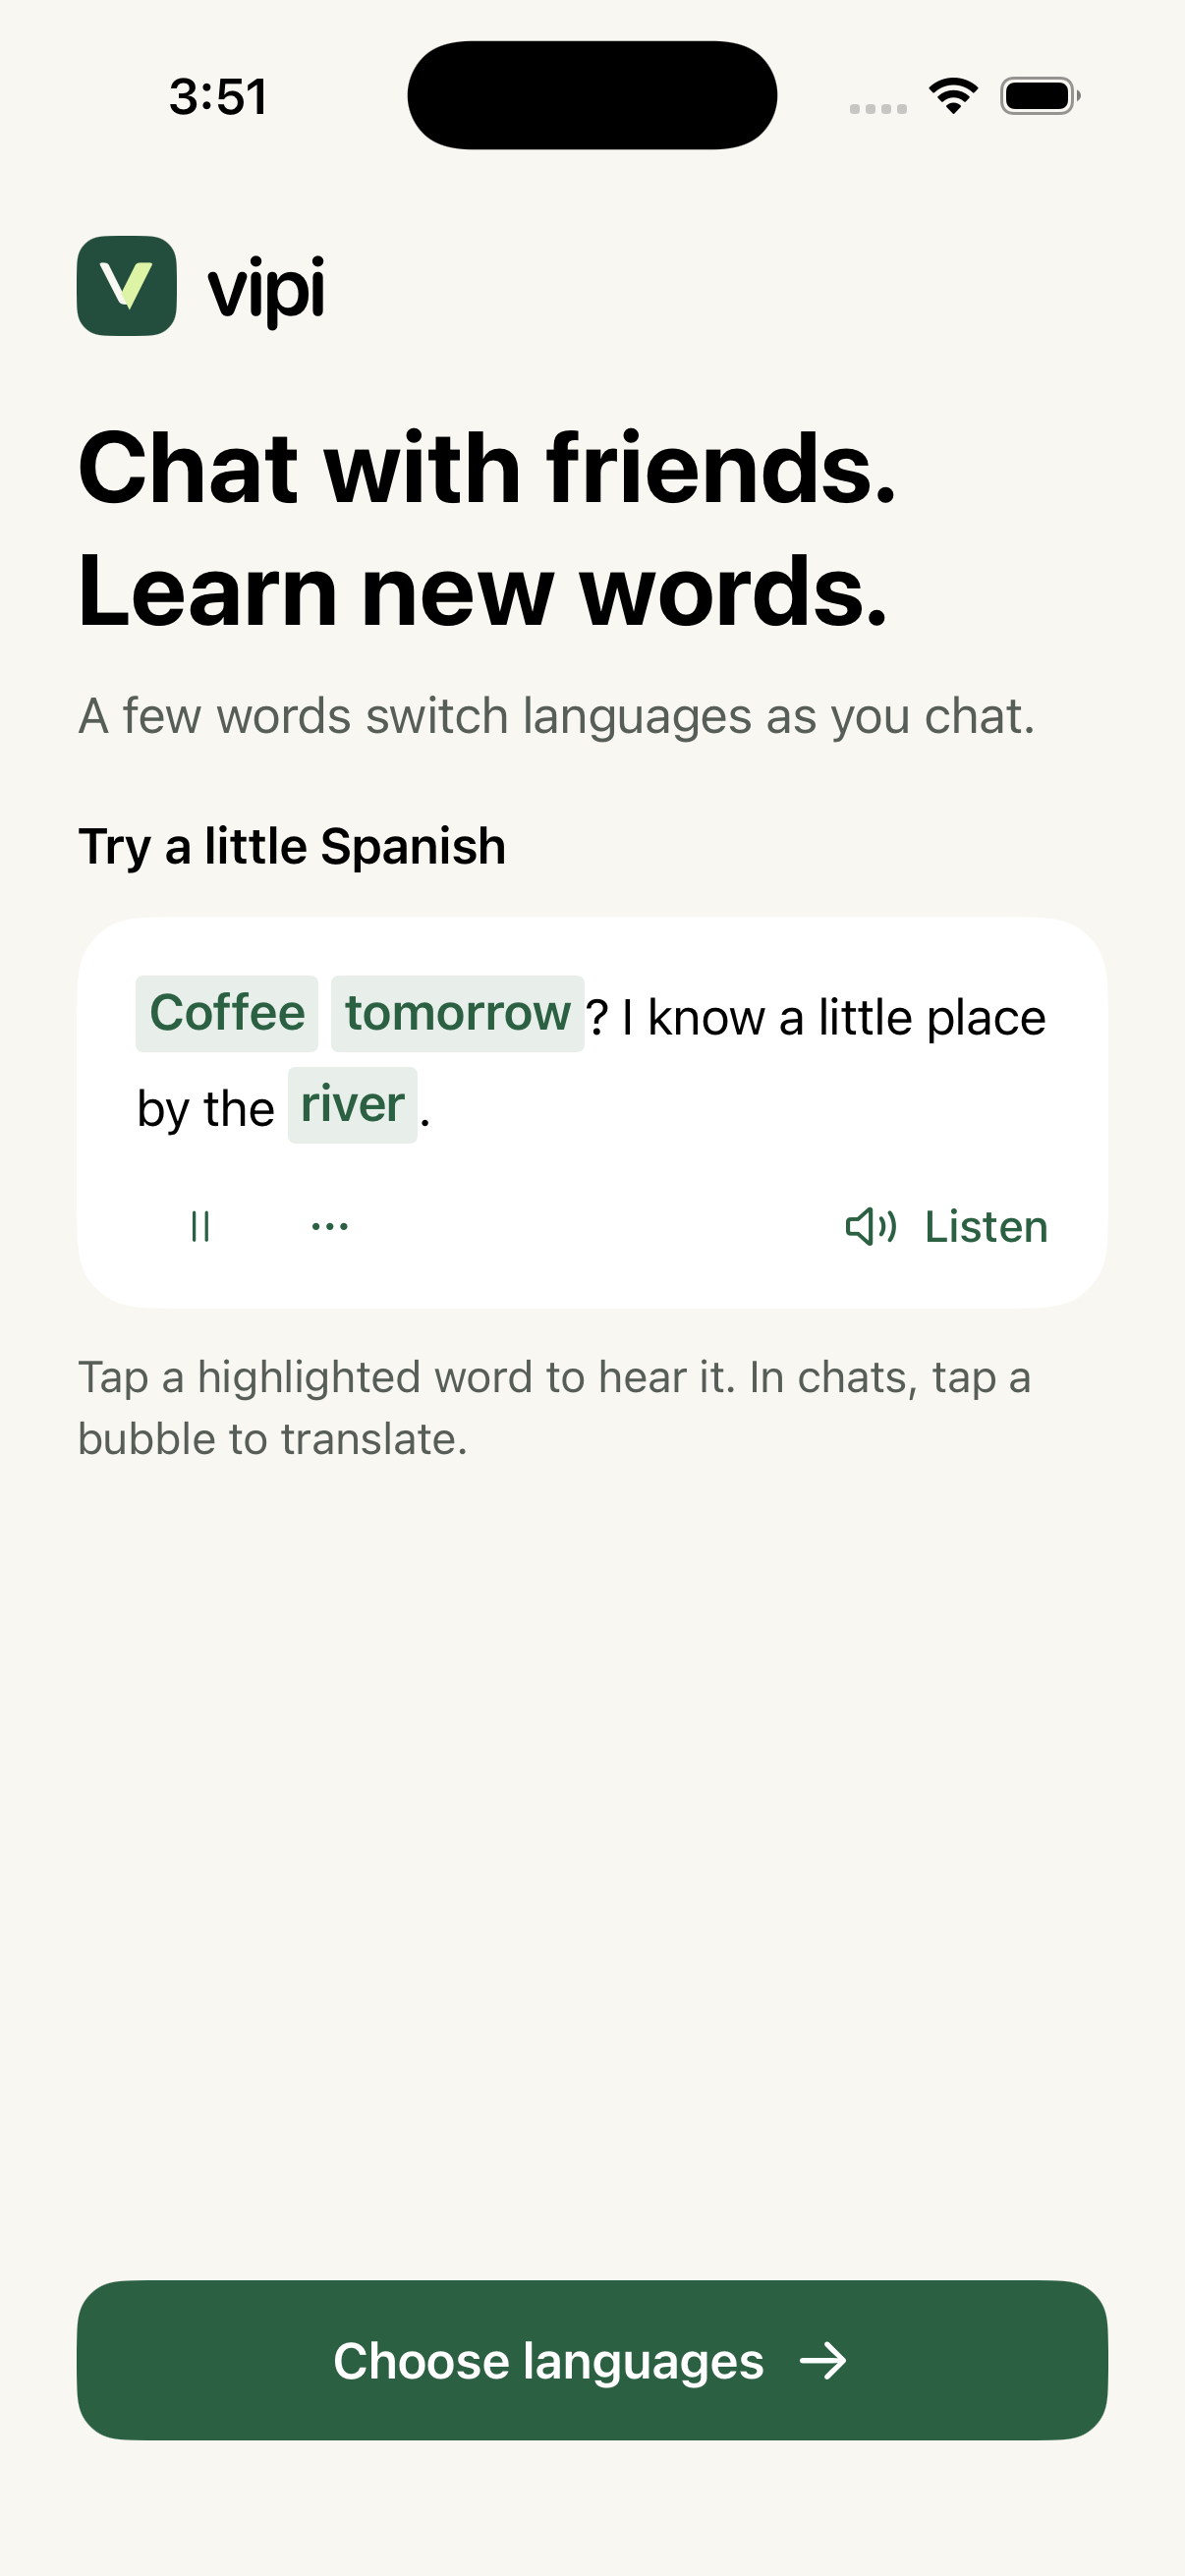 3:51
vipi
Chat with friends.
Learn new words.
A few words switch languages as you chat.
Try a little Spanish
Coffee tomorrow? I know a little place
by the river.
Listen
Tap a highlighted word to hear it. In chats, tap a
bubble to translate.
Choose languages